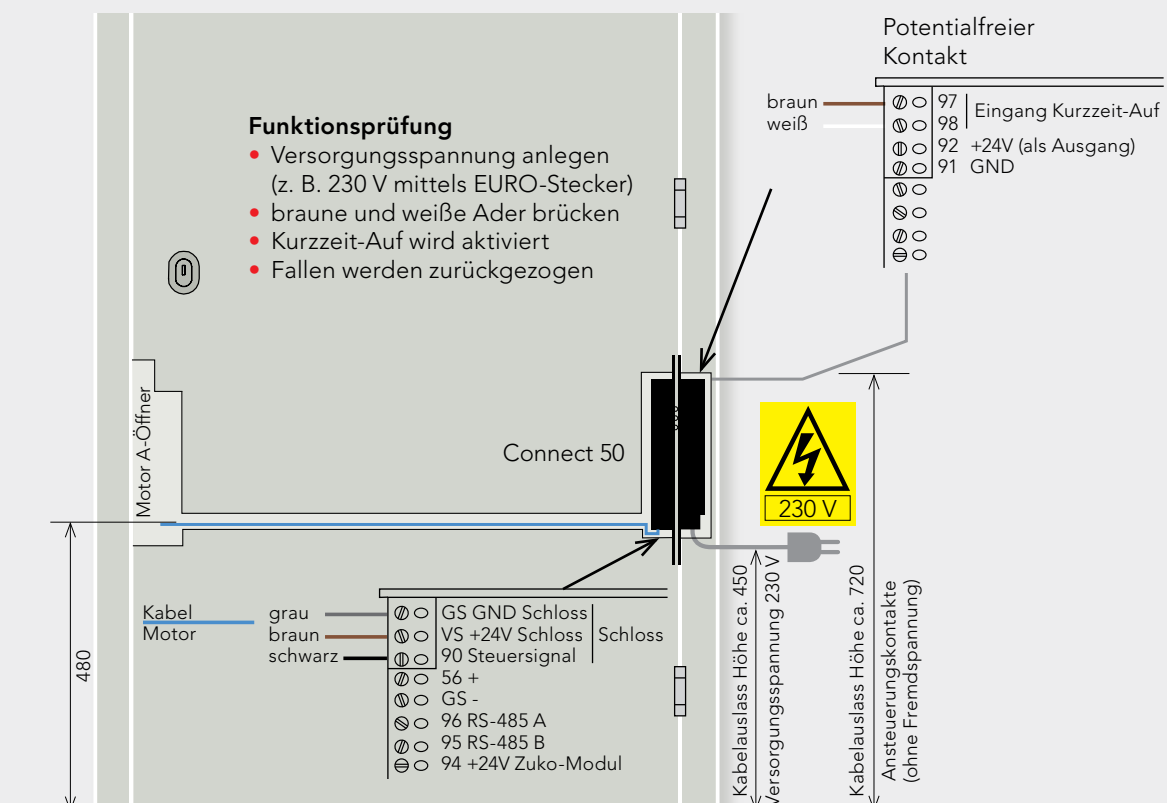 Potentialfreier
Kontakt
braun
weiß
97
98
Eingang Kurzzeit-Auf
92 +24V (als Ausgang)
91 GND
Funktionsprüfung
• Versorgungsspannung anlegen
(z. B. 230 V mittels EURO-Stecker)
• braune und weiße Ader brücken
• Kurzzeit-Auf wird aktiviert
• Fallen werden zurückgezogen
Motor A-Öffner
Connect 50
230 V
Kabel
Motor
grau
braun
schwarz
GS GND Schloss
VS +24V Schloss
90 Steuersignal
Schloss
56 +
GS -
96 RS-485 A
95 RS-485 B
94 +24V Zuko-Modul
480
Kabelauslass Höhe ca. 450
Versorgungsspannung 230 V
Kabelauslass Höhe ca. 720
Ansteuerungskontakte
(ohne Fremdspannung)